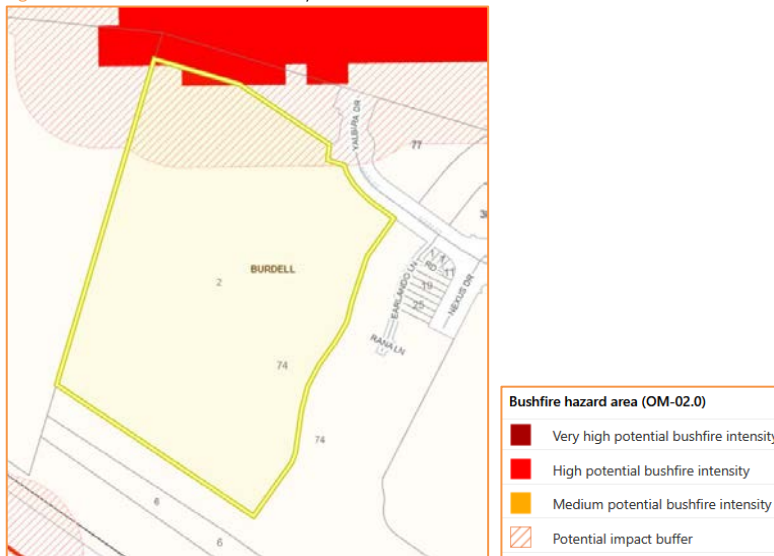 YALBIRA DR
77
2
BURDELL
RD
11
19
25
EARLANDO LN
NEXUS DR
RANA LN
74
74
6
6
Bushfire hazard area (OM-02.0)
Very high potential bushfire intensity
High potential bushfire intensity
Medium potential bushfire intensity
Potential impact buffer